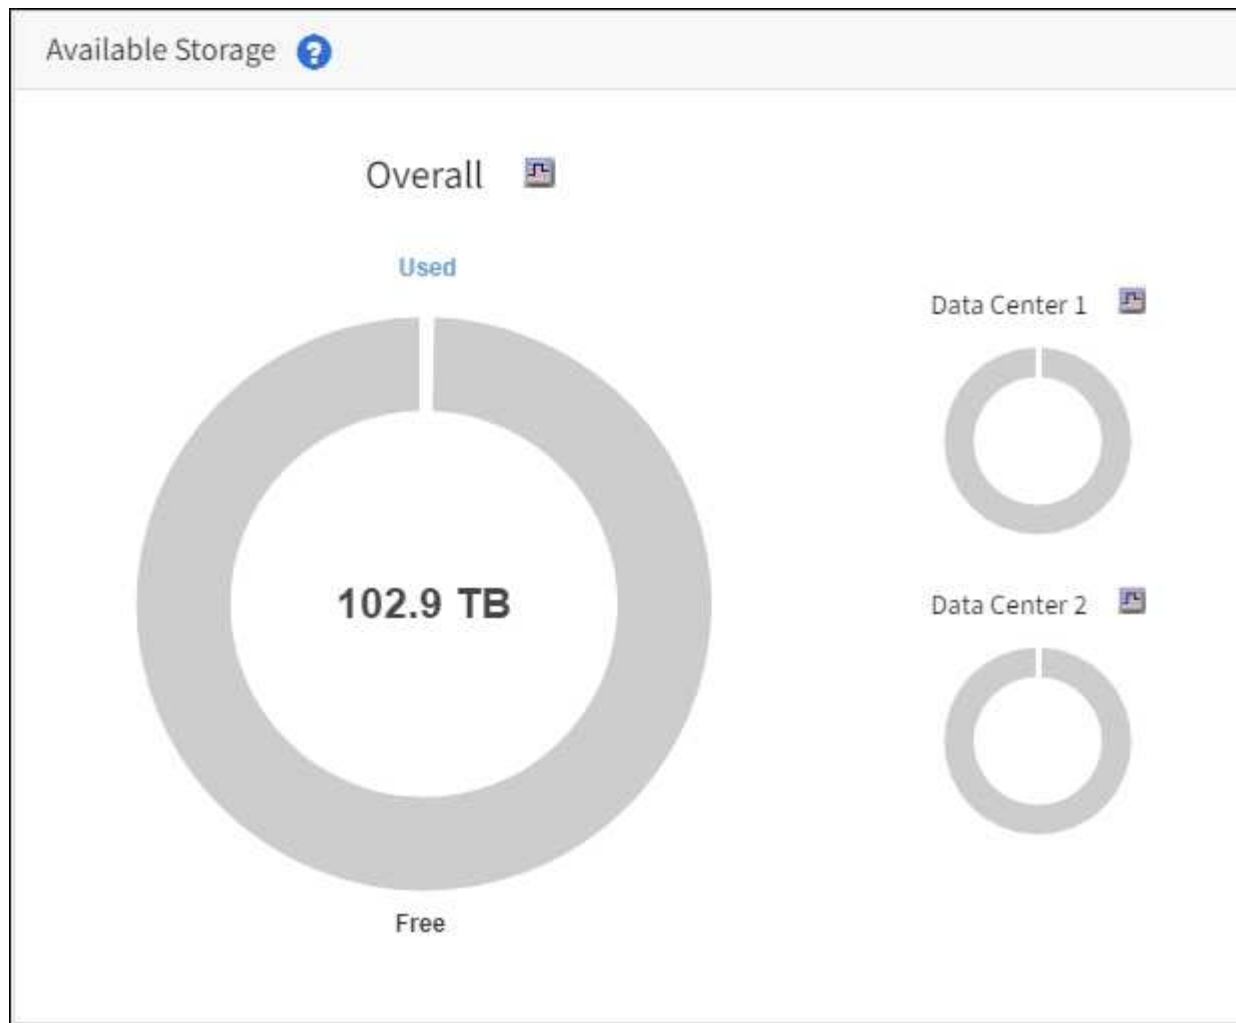 Available Storage ?
Overall
Used
102.9 TB
Free
Data Center 1
Data Center 2